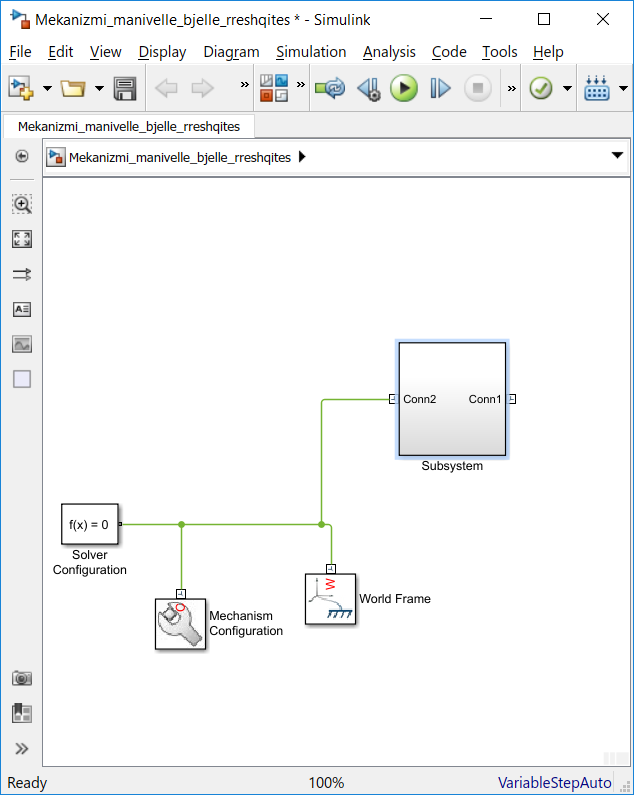 Mekanizmi_manivelle_bjelle_rreshqites * - Simulink
File Edit View Display Diagram Simulation Analysis Code Tools Help
Mekanizmi_manivelle_bjelle_rreshqites
Mekanizmi_manivelle_bjelle_rreshqites
Conn2 Conn1
Subsystem
f(x) = 0
Solver
Configuration
W
World Frame
Mechanism
Configuration
Ready 100% VariableStepAuto